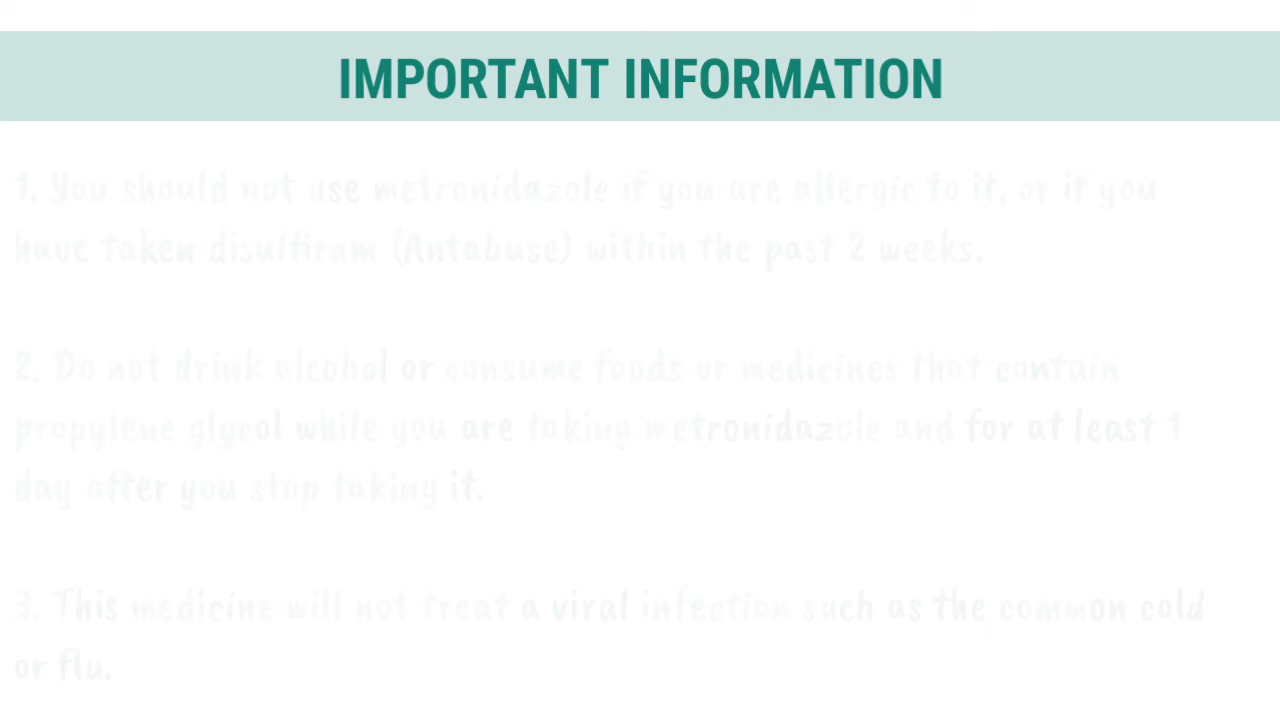 IMPORTANT INFORMATION
1. You should not use metronidazole if you are allergic to it, or if you
have taken disulfiram (Antabuse) within the past 2 weeks.
2. Do not drink alcohol or consume foods or medicines that contain
propylene glycol while you are taking metronidazole and for at least 1
day after you stop taking it.
3. This medicine will not treat a viral infection such as the common cold
or flu.